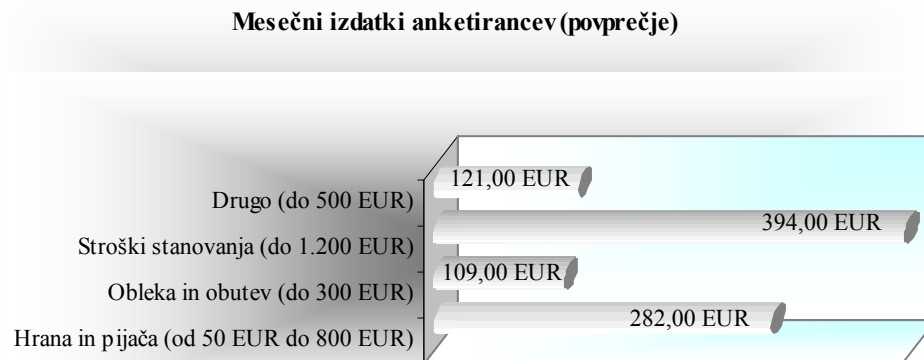 Mesečni izdatki anketirancev (povprečje)
Drugo (do 500 EUR) 121,00 EUR
Stroški stanovanja (do 1.200 EUR) 394,00 EUR
Obleka in obutev (do 300 EUR) 109,00 EUR
Hrana in pijača (od 50 EUR do 800 EUR) 282,00 EUR